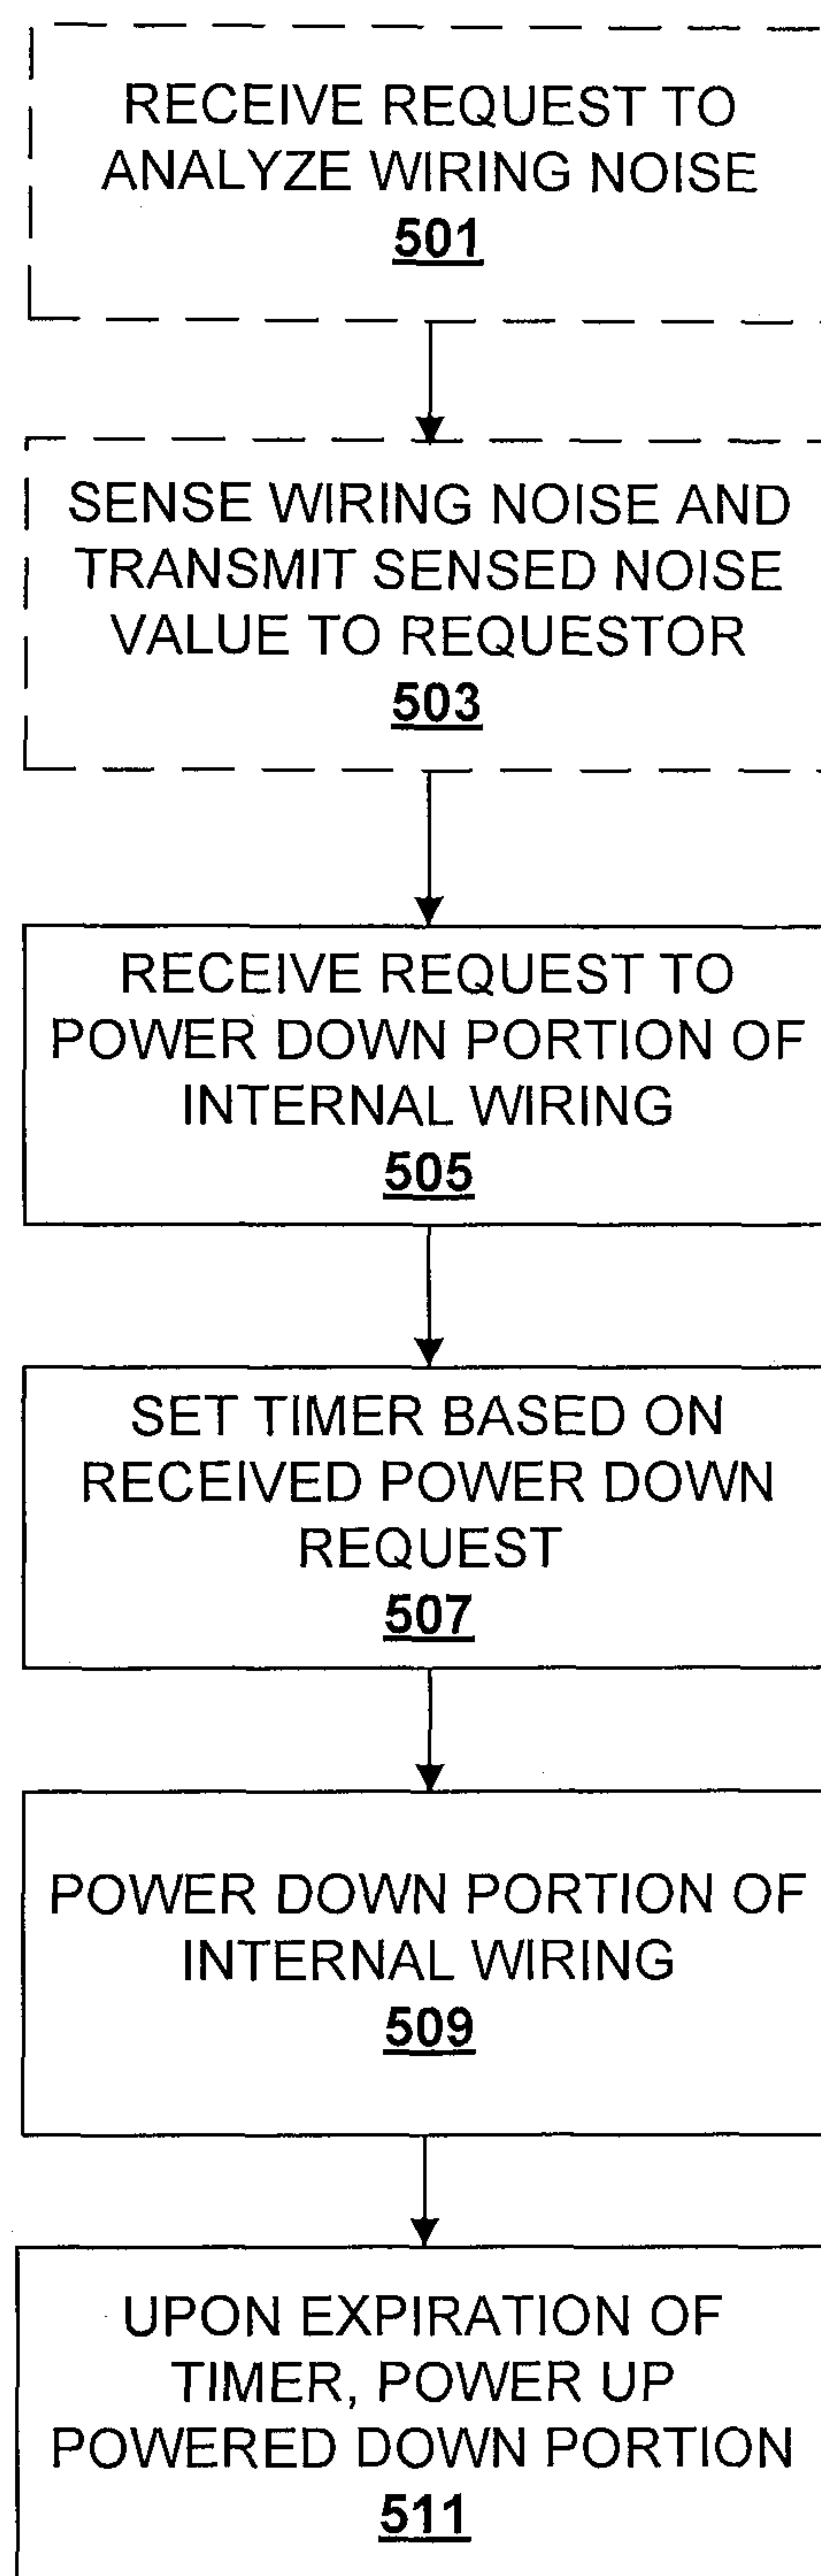 RECEIVE REQUEST TO
ANALYZE WIRING NOISE
501
SENSE WIRING NOISE AND
TRANSMIT SENSED NOISE
VALUE TO REQUESTOR
503
RECEIVE REQUEST TO
POWER DOWN PORTION OF
INTERNAL WIRING
505
SET TIMER BASED ON
RECEIVED POWER DOWN
REQUEST
507
POWER DOWN PORTION OF
INTERNAL WIRING
509
UPON EXPIRATION OF
TIMER, POWER UP
POWERED DOWN PORTION
511